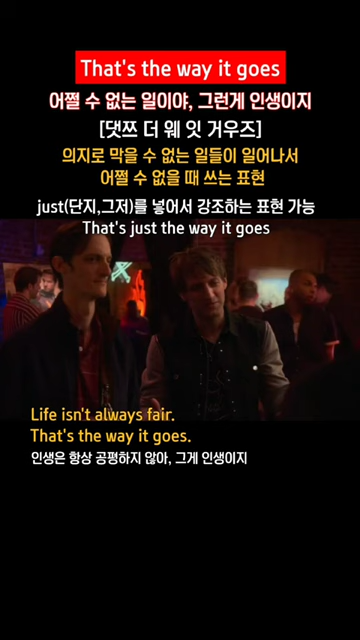 That's the way it goes
어쩔 수 없는 일이야, 그런게 인생이지
[댓쯔 더 웨 잇 거우즈]
의지로 막을 수 없는 일들이 일어나서
어쩔 수 없을 때 쓰는 표현
just(단지,그저)를 넣어서 강조하는 표현 가능
That's just the way it goes
Life isn't always fair.
That's the way it goes.
인생은 항상 공평하지 않아, 그게 인생이지